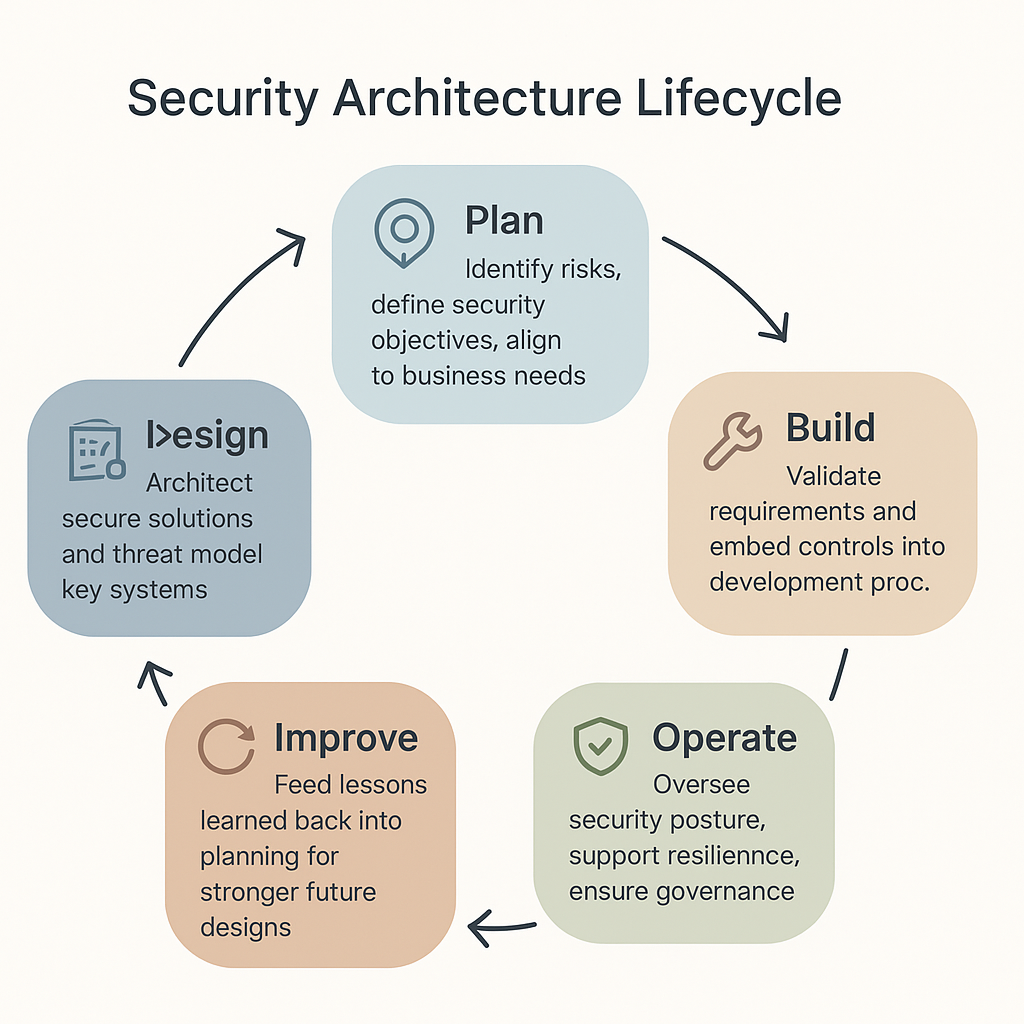 Security Architecture Lifecycle
Plan
Identify risks,
define security
objectives, align
to business needs
Build
Validate
requirements and
embed controls into
development proc.
Operate
Oversee
security posture,
support resiliennce,
ensure governance
Improve
Feed lessons
learned back into
planning for
stronger future
designs
Design
Architect
secure solutions
and threat model
key systems